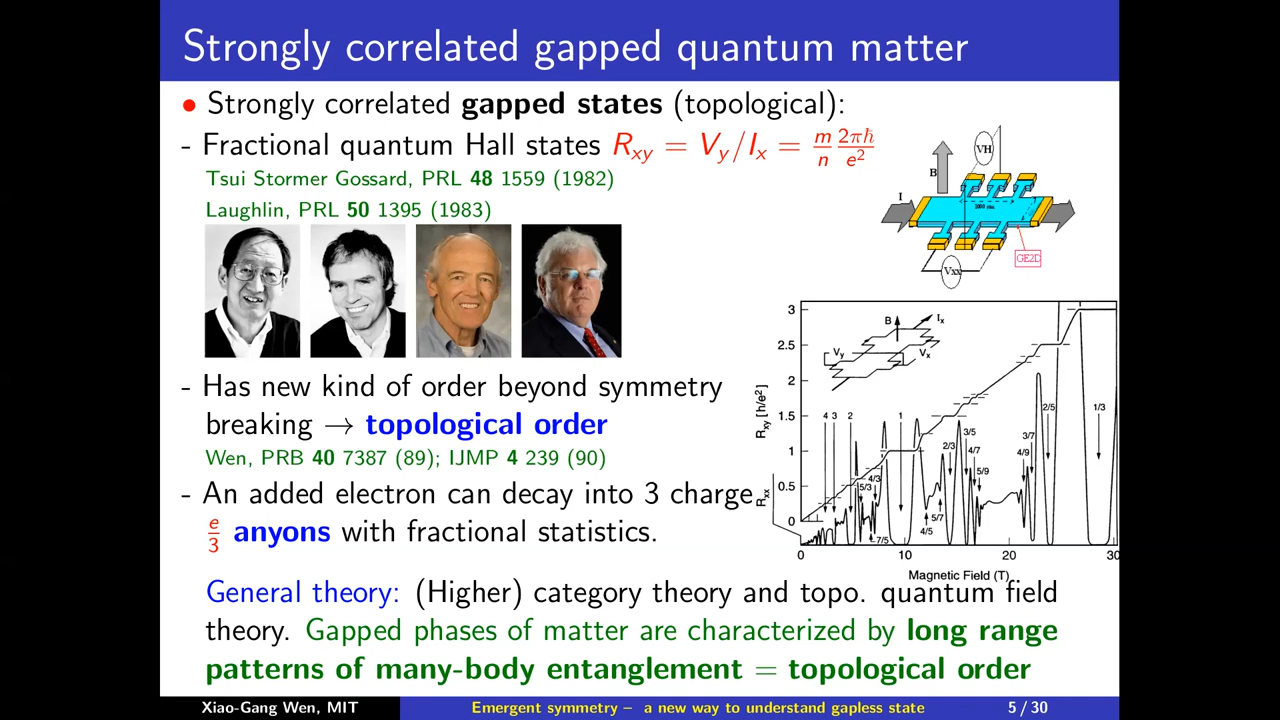 Strongly correlated gapped quantum matter
• Strongly correlated gapped states (topological):
- Fractional quantum Hall states R_xy = V_y/I_x = m/n 2πħ/e²
Tsui Stormer Gossard, PRL 48 1559 (1982)
Laughlin, PRL 50 1395 (1983)
VH
B
I
Vxx
GE2D
- Has new kind of order beyond symmetry
breaking → topological order
Wen, PRB 40 7387 (89); IJMP 4 239 (90)
- An added electron can decay into 3 charge
e/3 anyons with fractional statistics.
3
2.5
2
1.5
1
0.5
0
R_xy [h/e²]
R_xx
B
I_x
V_y
V_x
4 3 2
1
2/5
1/3
2/3
3/5
4/7
5/9
3/7
4/9
4/3
5/3
7/5
4/5
5/7
0 10 20 30
Magnetic Field (T)
General theory: (Higher) category theory and topo. quantum field
theory. Gapped phases of matter are characterized by long range
patterns of many-body entanglement = topological order
Xiao-Gang Wen, MIT
Emergent symmetry – a new way to understand gapless state
5 / 30